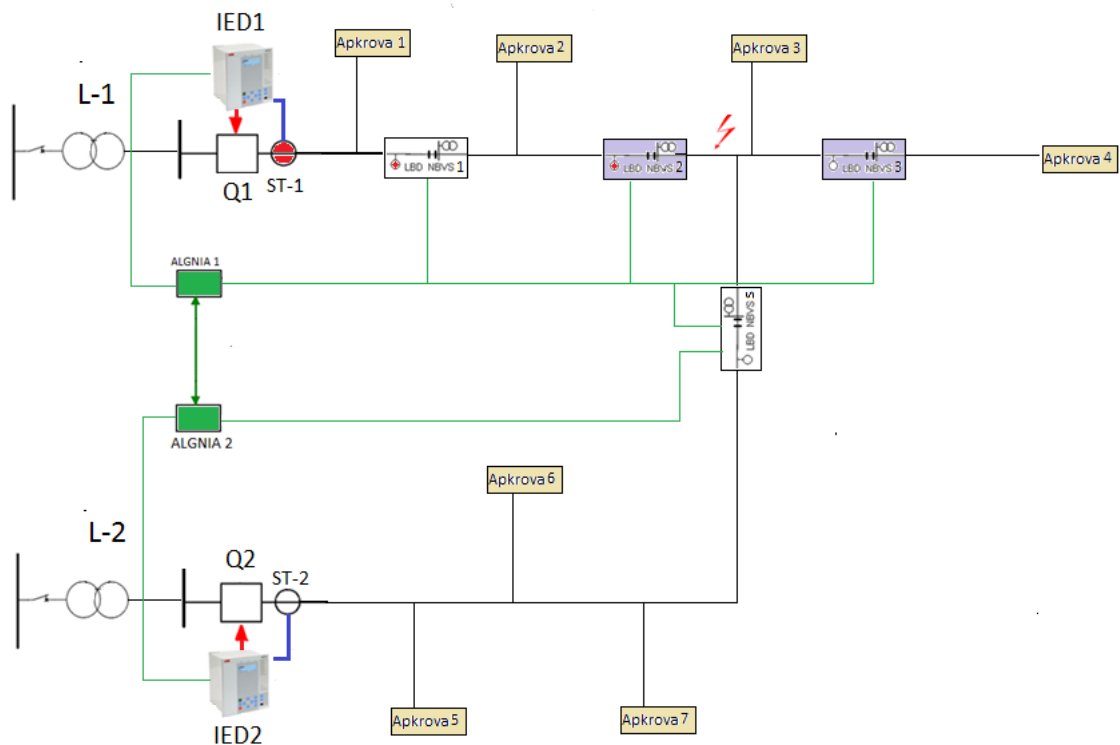 IED1
Apkrova 1
Apkrova 2
Apkrova 3
L-1
Q1
ST-1
LBD NBVS 1
LBD NBVS 2
LBD NBVS 3
Apkrova 4
ALGNIA 1
LBD NBVS 5
ALGNIA 2
Apkrova 6
L-2
Q2
ST-2
IED2
Apkrova 5
Apkrova 7